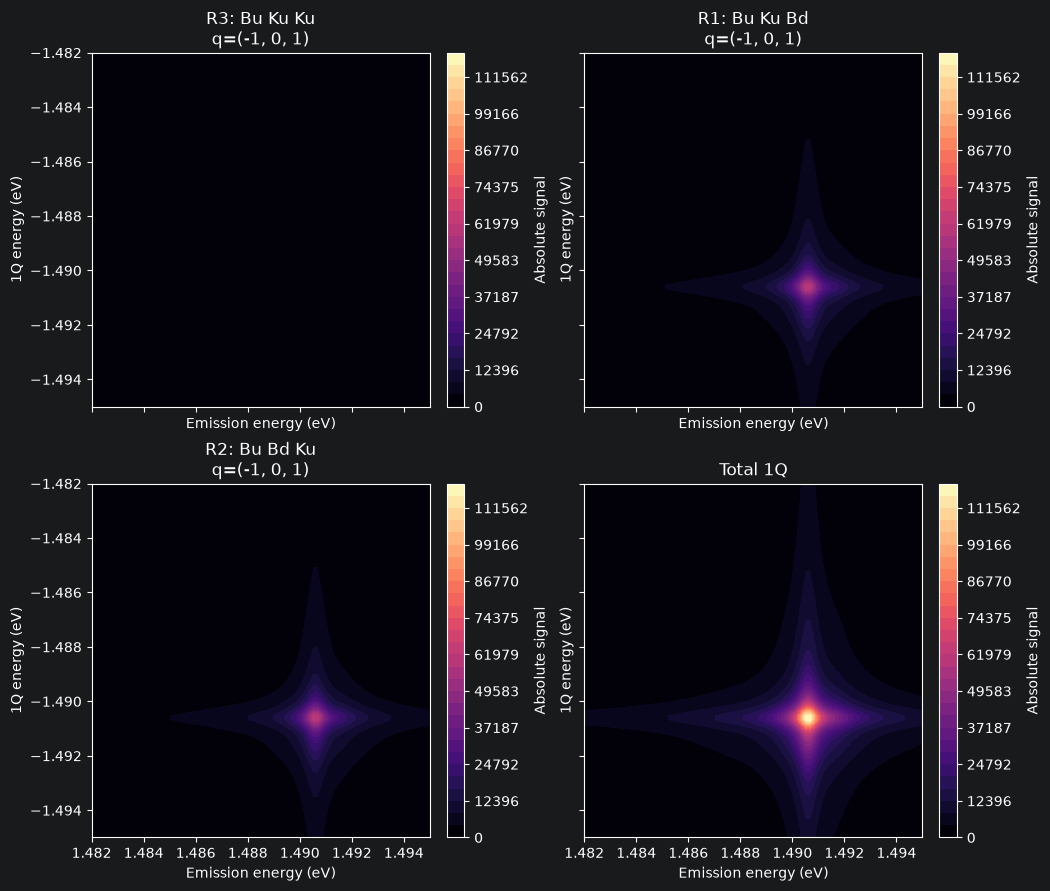 R3: Bu Ku Ku
q=(-1, 0, 1)
−1.482
−1.484
−1.486
−1.488
−1.490
−1.492
−1.494
1Q energy (eV)
Emission energy (eV)
111562
99166
86770
74375
61979
49583
37187
24792
12396
0
Absolute signal
R1: Bu Ku Bd
q=(-1, 0, 1)
1Q energy (eV)
Emission energy (eV)
111562
99166
86770
74375
61979
49583
37187
24792
12396
0
Absolute signal
R2: Bu Bd Ku
q=(-1, 0, 1)
−1.482
−1.484
−1.486
−1.488
−1.490
−1.492
−1.494
1Q energy (eV)
1.482 1.484 1.486 1.488 1.490 1.492 1.494
Emission energy (eV)
111562
99166
86770
74375
61979
49583
37187
24792
12396
0
Absolute signal
Total 1Q
1Q energy (eV)
1.482 1.484 1.486 1.488 1.490 1.492 1.494
Emission energy (eV)
111562
99166
86770
74375
61979
49583
37187
24792
12396
0
Absolute signal